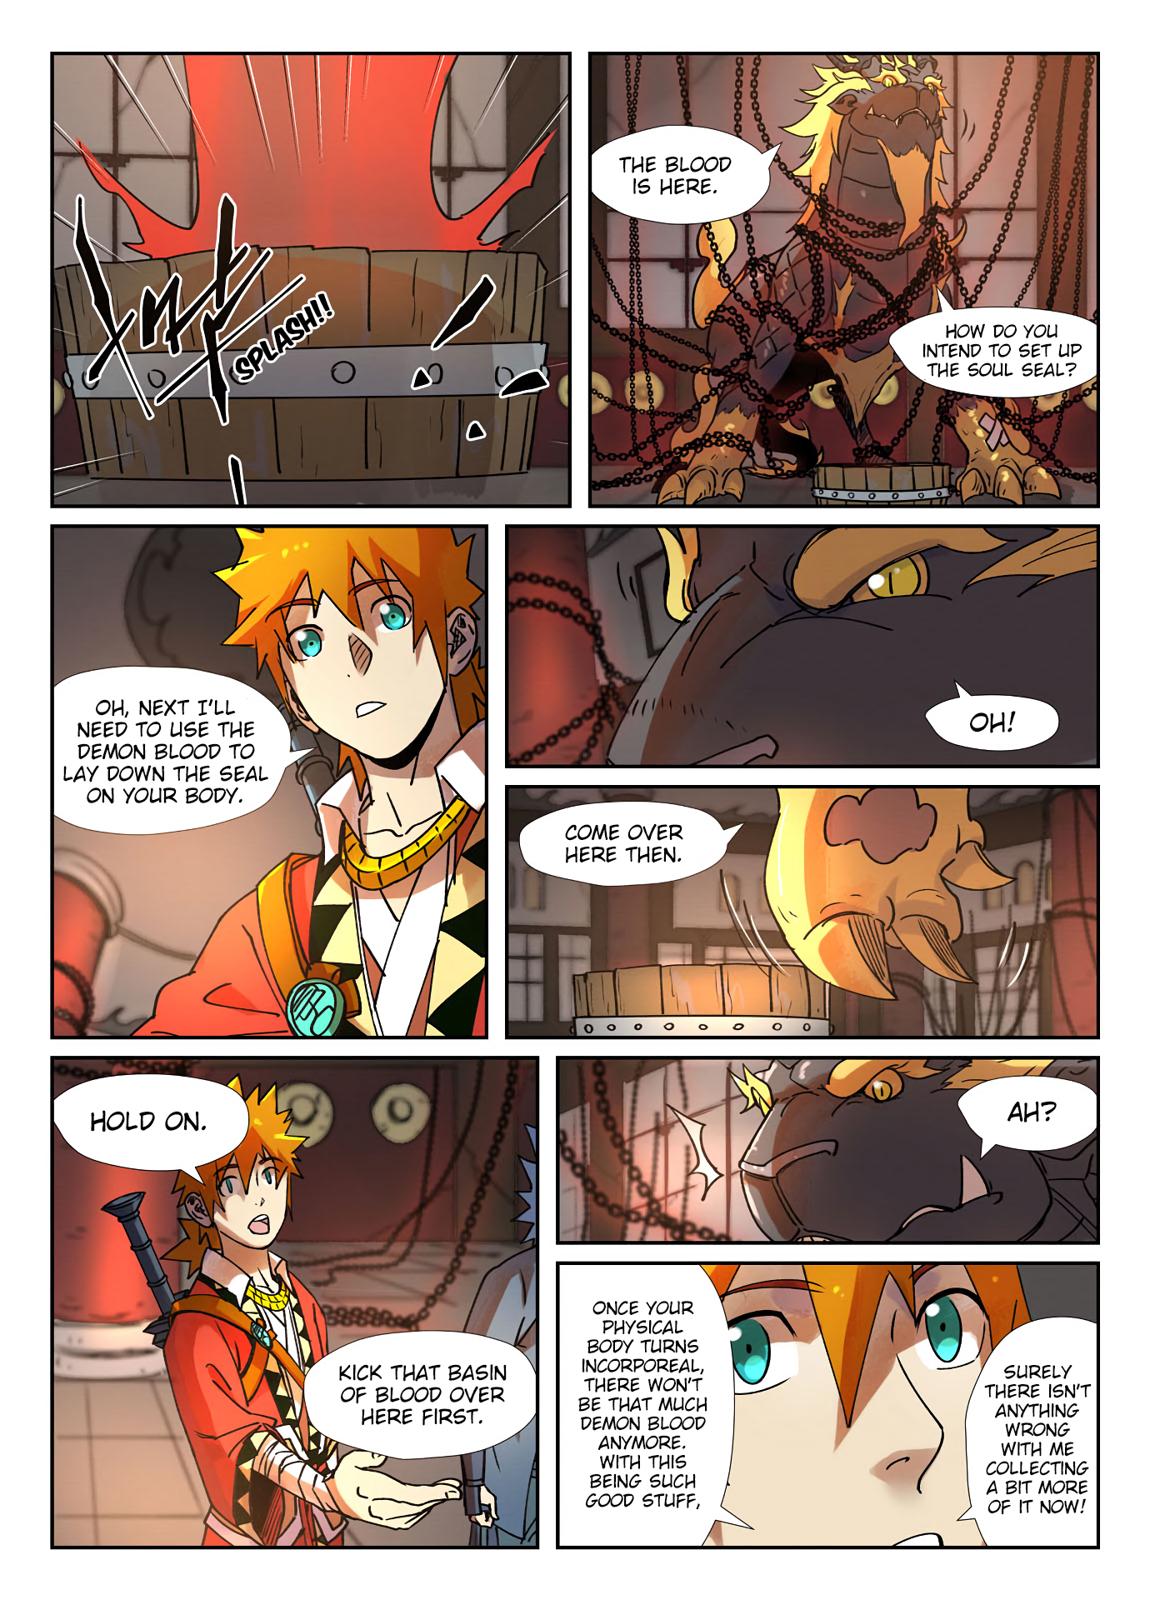 SPLASH!!
THE BLOOD
IS HERE.
HOW DO YOU
INTEND TO SET UP
THE SOUL SEAL?
OH, NEXT I'LL
NEED TO USE THE
DEMON BLOOD TO
LAY DOWN THE SEAL
ON YOUR BODY.
OH!
COME OVER
HERE THEN.
HOLD ON.
KICK THAT BASIN
OF BLOOD OVER
HERE FIRST.
AH?
ONCE YOUR
PHYSICAL
BODY TURNS
INCORPOREAL,
THERE WON'T
BE THAT MUCH
DEMON BLOOD
ANYMORE.
WITH THIS
BEING SUCH
GOOD STUFF,
SURELY
THERE ISN'T
ANYTHING
WRONG
WITH ME
COLLECTING
A BIT MORE
OF IT NOW!